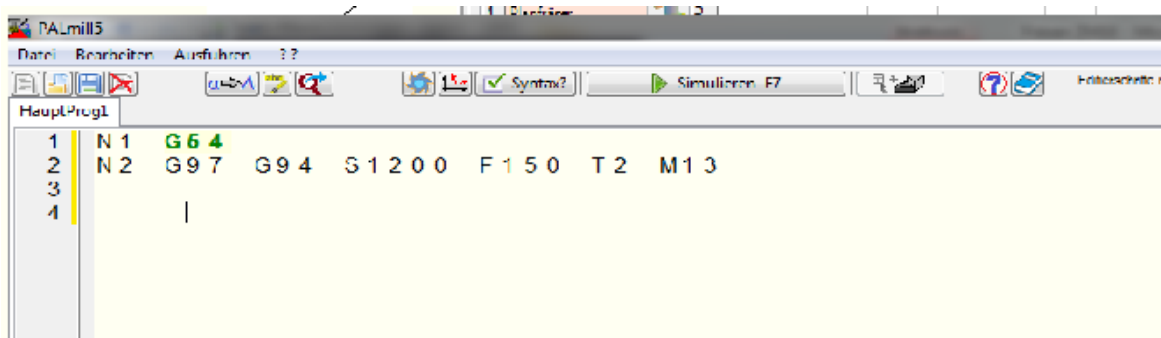 PALmill5
Datei Bearbeiten Ausführen ??
Syntax? Simulieren F7
HauptProg1
1 N1 G54
2 N2 G97 G94 S1200 F150 T2 M13
3
4